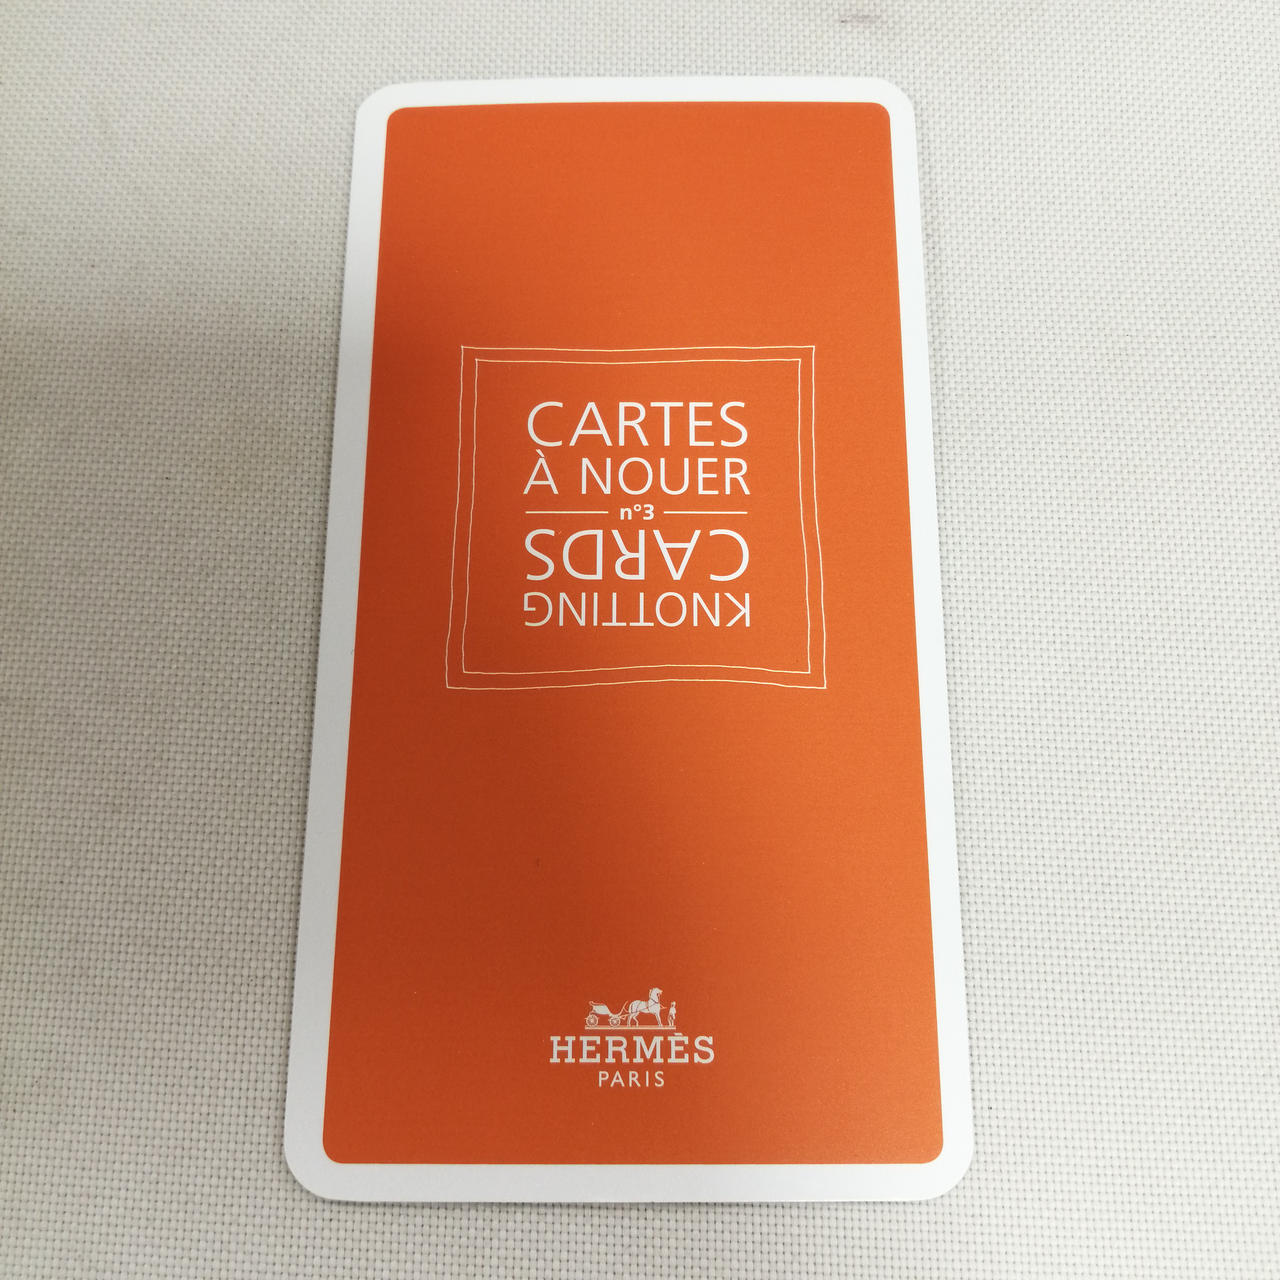 CARTES
À NOUER
n°3
KNOTTING
CARDS
HERMÈS
PARIS